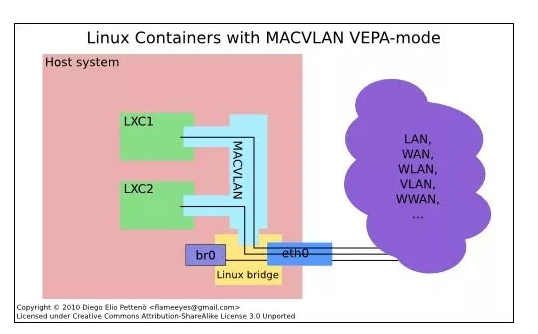 Linux Containers with MACVLAN VEPA-mode
Host system
LXC1
LXC2
MACVLAN
br0
eth0
Linux bridge
LAN,
WAN,
WLAN,
VLAN,
WWAN,
...
Copyright © 2010 Diego Elio Pettenò <flameeyes@gmail.com>
Licensed under Creative Commons Attribution-ShareAlike License 3.0 Unported